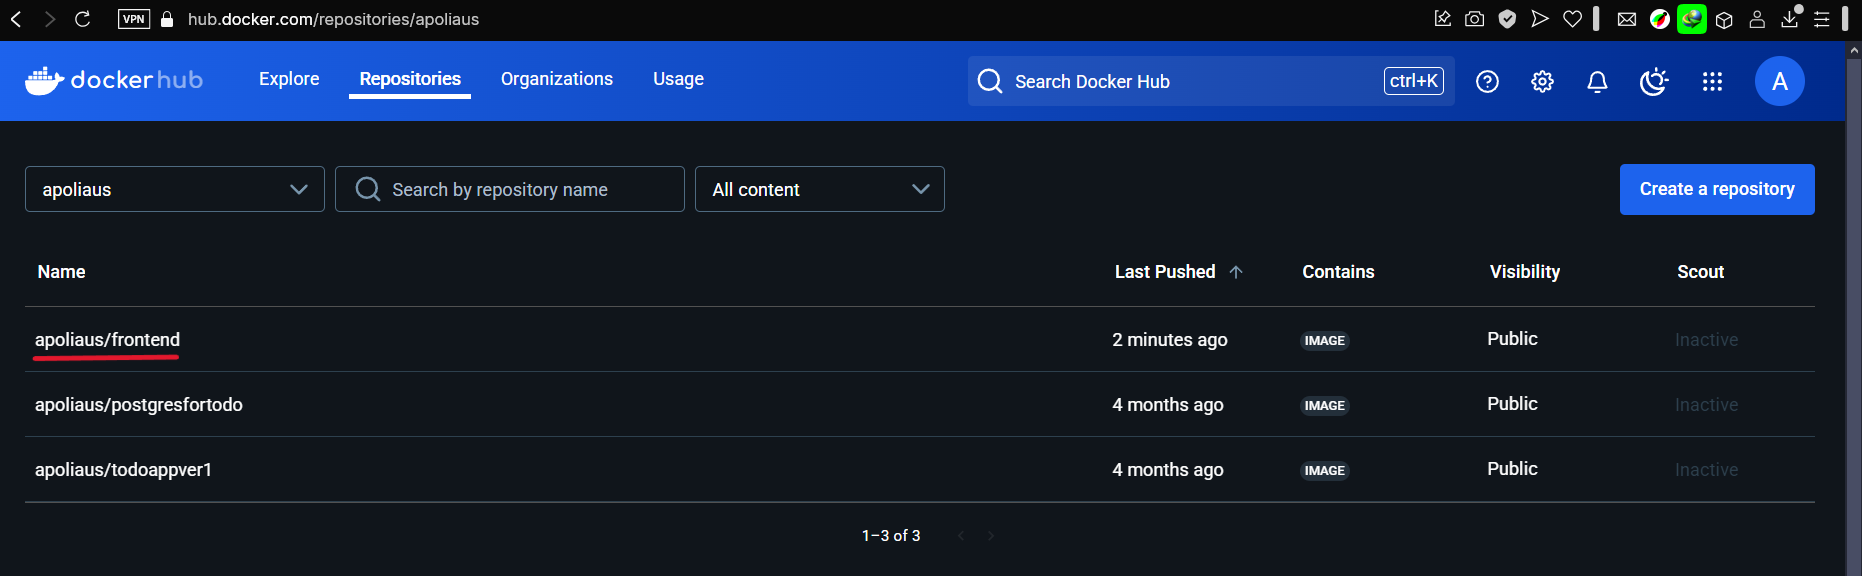 VPN hub.docker.com/repositories/apoliaus
docker hub Explore Repositories Organizations Usage Search Docker Hub ctrl+K A
apoliaus Search by repository name All content Create a repository
Name Last Pushed Contains Visibility Scout
apoliaus/frontend 2 minutes ago IMAGE Public Inactive
apoliaus/postgresfortodo 4 months ago IMAGE Public Inactive
apoliaus/todoappver1 4 months ago IMAGE Public Inactive
1–3 of 3